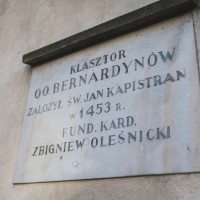 KLASZTOR
OO. BERNARDYNÓW
ZAŁOŻYŁ ŚW. JAN KAPISTRAN
W 1453 R.
FUND. KARD.
ZBIGNIEW OLEŚNICKI